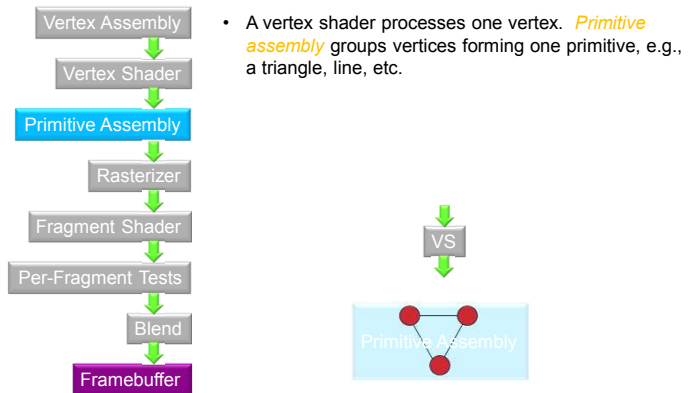 Vertex Assembly
Vertex Shader
Primitive Assembly
Rasterizer
Fragment Shader
Per-Fragment Tests
Blend
Framebuffer
• A vertex shader processes one vertex. Primitive
assembly groups vertices forming one primitive, e.g.,
a triangle, line, etc.
VS
Primitive Assembly